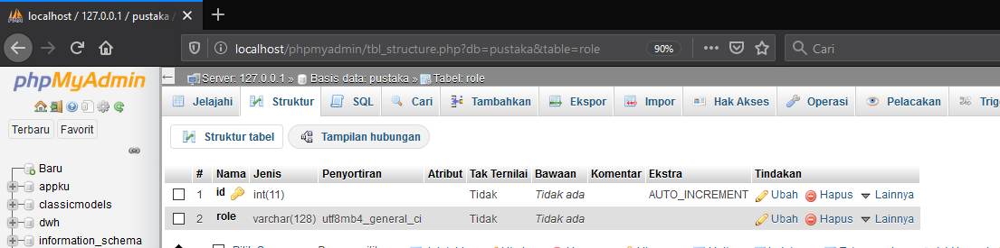 localhost / 127.0.0.1 / pustaka /
localhost/phpmyadmin/tbl_structure.php?db=pustaka&table=role 90% Cari
phpMyAdmin
Server: 127.0.0.1 » Basis data: pustaka » Tabel: role
Jelajahi Struktur SQL Cari Tambahkan Ekspor Impor Hak Akses Operasi Pelacakan Trig
Terbaru Favorit
Struktur tabel Tampilan hubungan
Baru
appku
classicmodels
dwh
information_schema
# Nama Jenis Penyortiran Atribut Tak Ternilai Bawaan Komentar Ekstra Tindakan
1 id int(11) Tidak Tidak ada AUTO_INCREMENT Ubah Hapus Lainnya
2 role varchar(128) utf8mb4_general_ci Tidak Tidak ada Ubah Hapus Lainnya